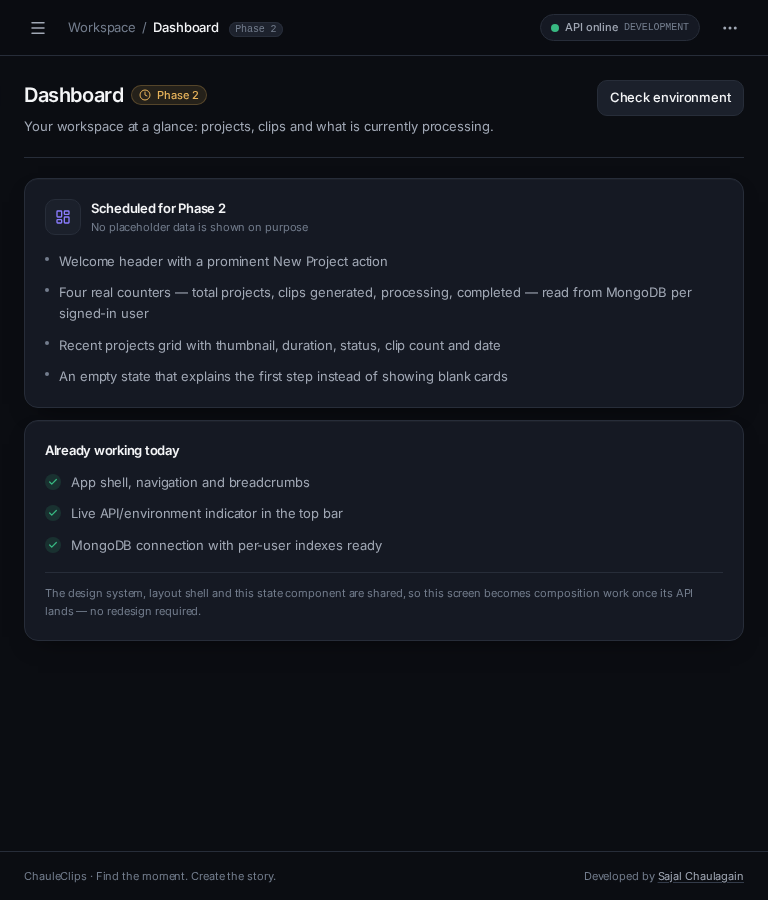 Workspace / Dashboard Phase 2
API online DEVELOPMENT
Dashboard Phase 2
Check environment
Your workspace at a glance: projects, clips and what is currently processing.
Scheduled for Phase 2
No placeholder data is shown on purpose
Welcome header with a prominent New Project action
Four real counters — total projects, clips generated, processing, completed — read from MongoDB per
signed-in user
Recent projects grid with thumbnail, duration, status, clip count and date
An empty state that explains the first step instead of showing blank cards
Already working today
App shell, navigation and breadcrumbs
Live API/environment indicator in the top bar
MongoDB connection with per-user indexes ready
The design system, layout shell and this state component are shared, so this screen becomes composition work once its API
lands — no redesign required.
ChauleClips · Find the moment. Create the story.
Developed by Sajal Chaulagain